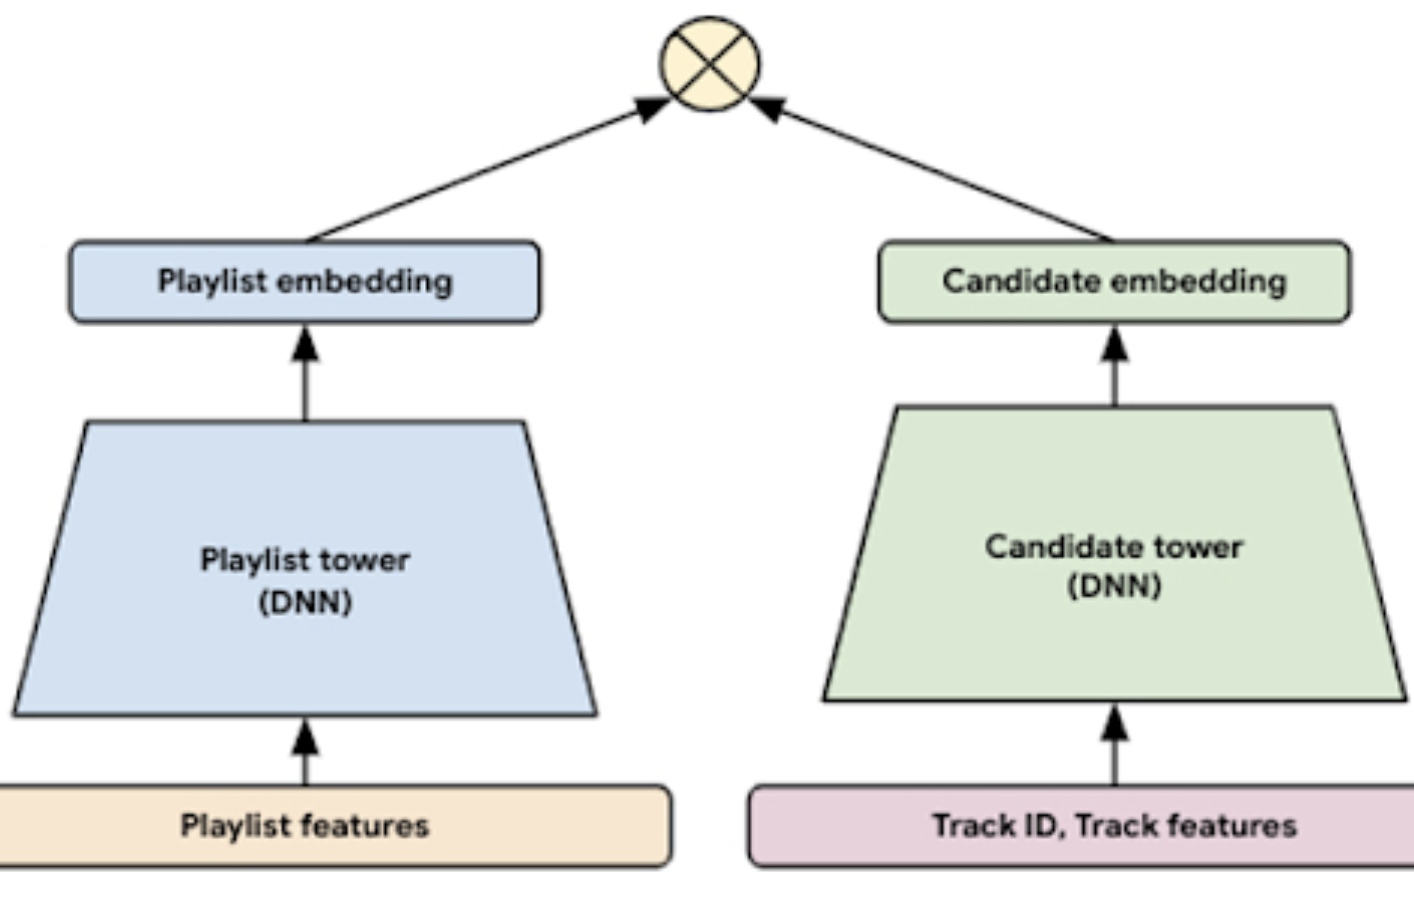 Playlist embedding
Candidate embedding
Playlist tower
(DNN)
Candidate tower
(DNN)
Playlist features
Track ID, Track features